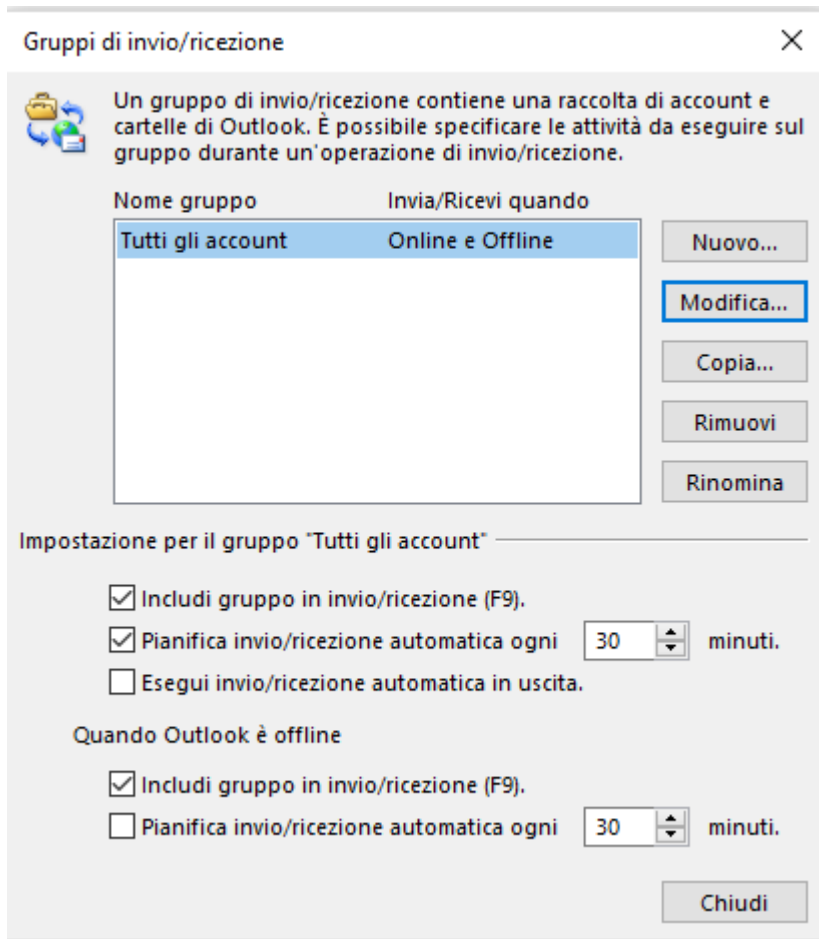 Gruppi di invio/ricezione
Un gruppo di invio/ricezione contiene una raccolta di account e
cartelle di Outlook. È possibile specificare le attività da eseguire sul
gruppo durante un'operazione di invio/ricezione.
Nome gruppo Invia/Ricevi quando
Tutti gli account Online e Offline
Nuovo...
Modifica...
Copia...
Rimuovi
Rinomina
Impostazione per il gruppo "Tutti gli account"
Includi gruppo in invio/ricezione (F9).
Pianifica invio/ricezione automatica ogni 30 minuti.
Esegui invio/ricezione automatica in uscita.
Quando Outlook è offline
Includi gruppo in invio/ricezione (F9).
Pianifica invio/ricezione automatica ogni 30 minuti.
Chiudi